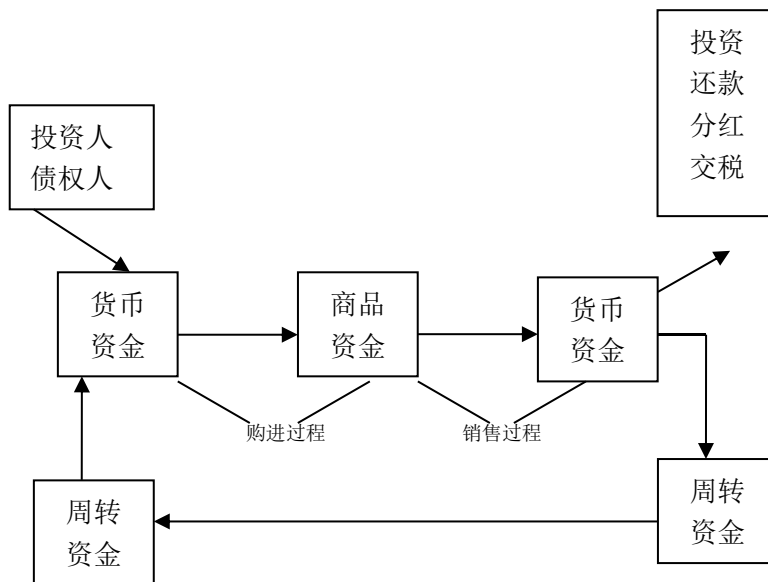 投资
还款
分红
交税
投资人
债权人
货币
资金
商品
资金
货币
资金
购进过程
销售过程
周转
资金
周转
资金